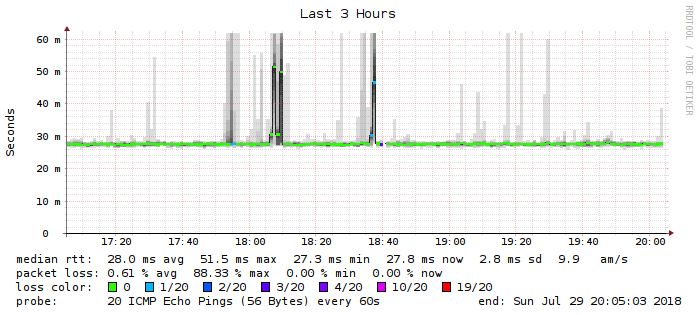 Last 3 Hours
RRDTOOL / TOBI OETIKER
Seconds
60 m
50 m
40 m
30 m
20 m
10 m
0
17:20 17:40 18:00 18:20 18:40 19:00 19:20 19:40 20:00
median rtt: 28.0 ms avg 51.5 ms max 27.3 ms min 27.8 ms now 2.8 ms sd 9.9 am/s
packet loss: 0.61 % avg 88.33 % max 0.00 % min 0.00 % now
loss color: 0 1/20 2/20 3/20 4/20 10/20 19/20
probe: 20 ICMP Echo Pings (56 Bytes) every 60s end: Sun Jul 29 20:05:03 2018